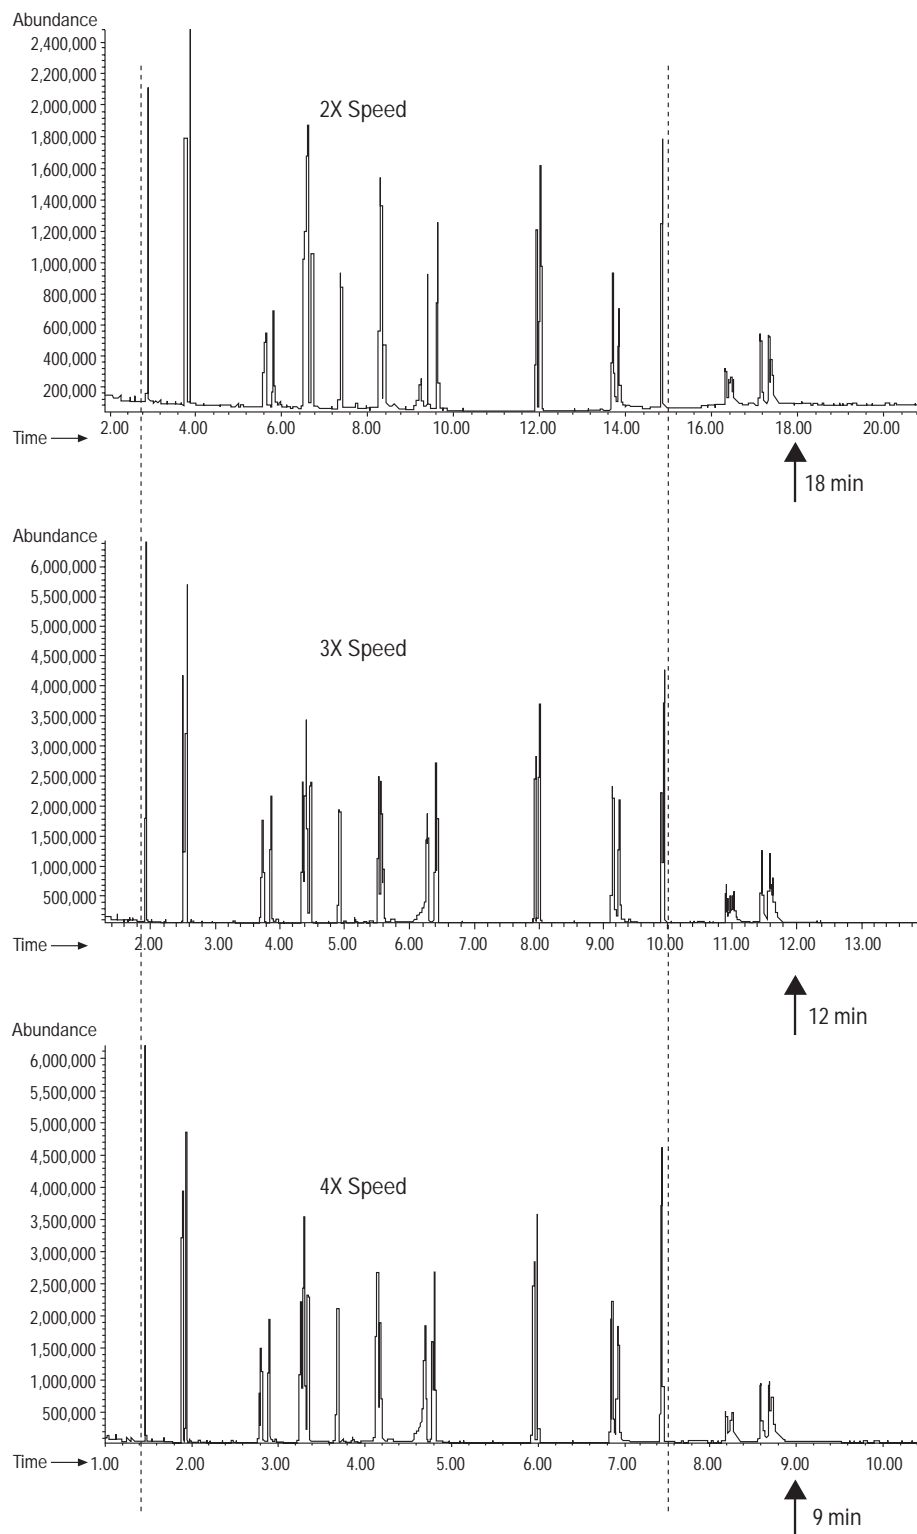 Abundance
2,400,000
2,200,000
2,000,000
1,800,000
1,600,000
1,400,000
1,200,000
1,000,000
800,000
600,000
400,000
200,000
2X Speed
2.00 4.00 6.00 8.00 10.00 12.00 14.00 16.00 18.00 20.00
Time
18 min
Abundance
6,000,000
5,500,000
5,000,000
4,500,000
4,000,000
3,500,000
3,000,000
2,500,000
2,000,000
1,500,000
1,000,000
500,000
3X Speed
2.00 3.00 4.00 5.00 6.00 7.00 8.00 9.00 10.00 11.00 12.00 13.00
Time
12 min
Abundance
6,000,000
5,500,000
5,000,000
4,500,000
4,000,000
3,500,000
3,000,000
2,500,000
2,000,000
1,500,000
1,000,000
500,000
4X Speed
Time 1.00 2.00 3.00 4.00 5.00 6.00 7.00 8.00 9.00 10.00
9 min